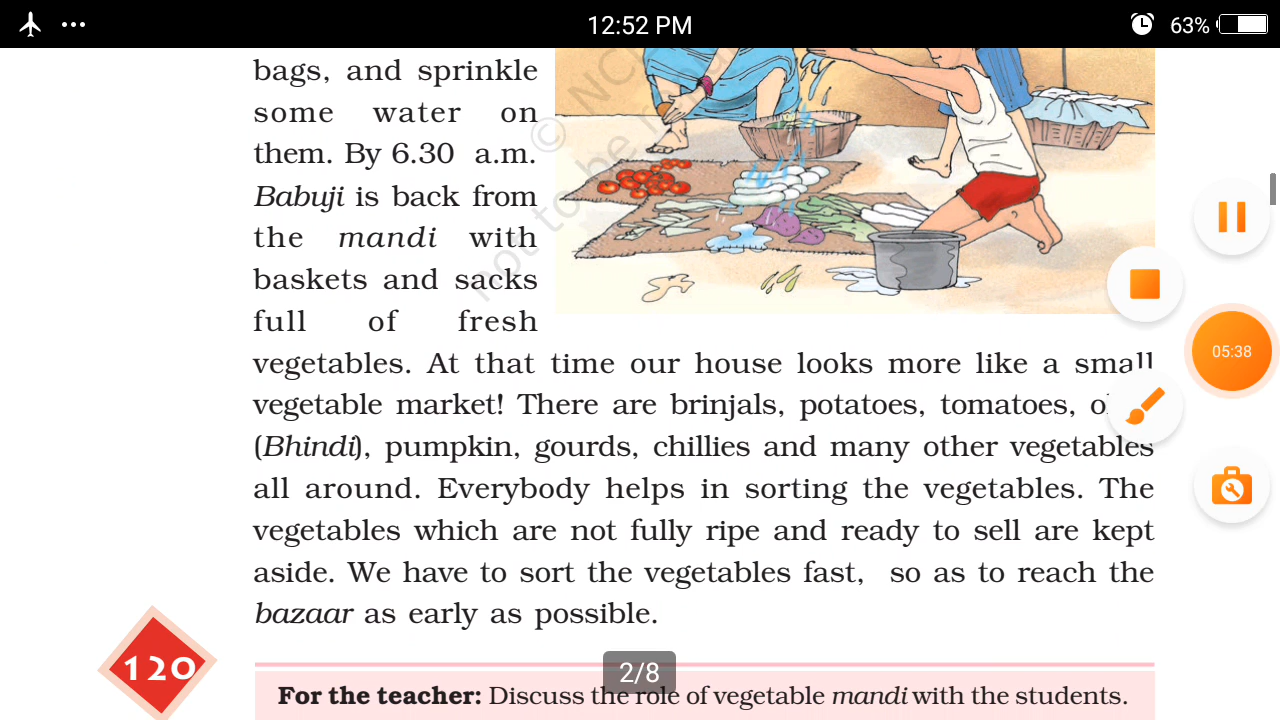 12:52 PM
63%
bags, and sprinkle
some water on
them. By 6.30 a.m.
Babuji is back from
the mandi with
baskets and sacks
full of fresh
vegetables. At that time our house looks more like a small
vegetable market! There are brinjals, potatoes, tomatoes,
(Bhindi), pumpkin, gourds, chillies and many other vegetables
all around. Everybody helps in sorting the vegetables. The
vegetables which are not fully ripe and ready to sell are kept
aside. We have to sort the vegetables fast, so as to reach the
bazaar as early as possible.
05:38
120
2/8
For the teacher: Discuss the role of vegetable mandi with the students.
© NC
not to be